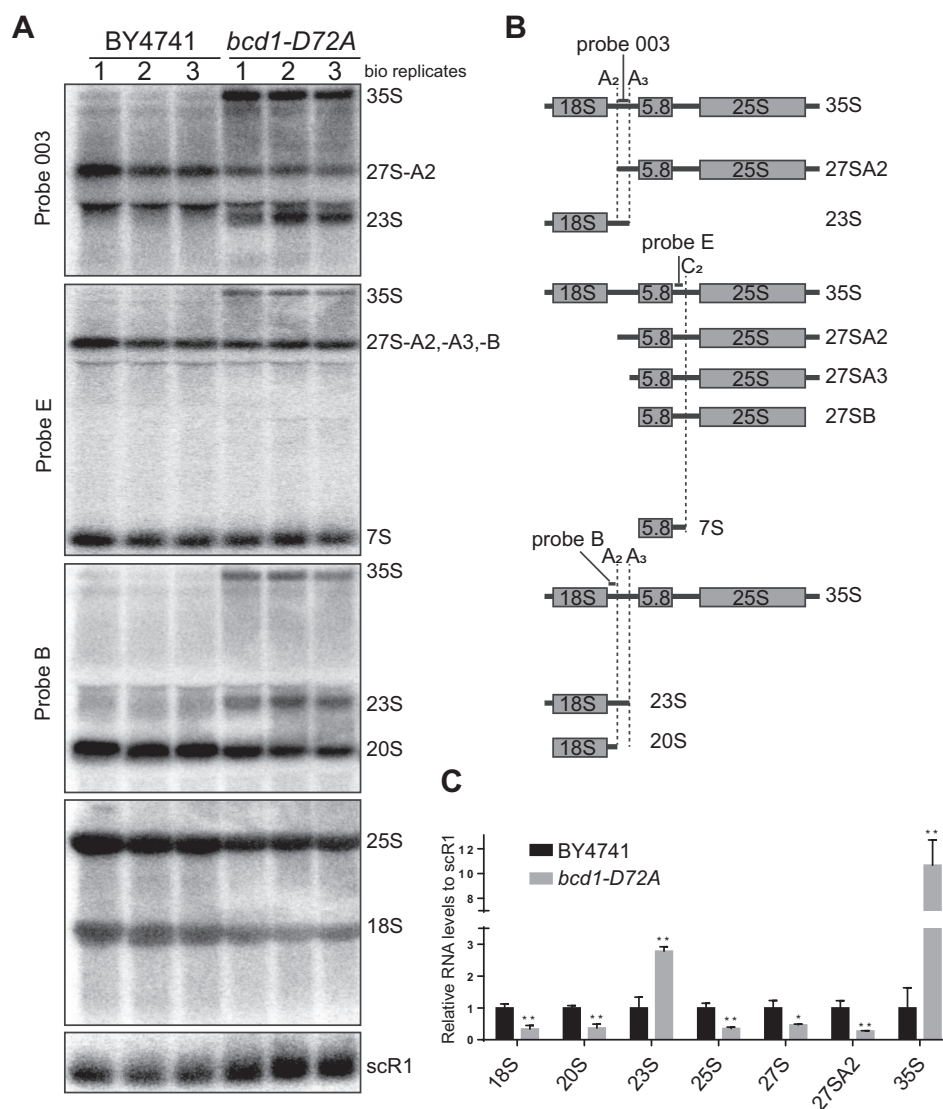 A
BY4741 bcd1-D72A
1 2 3 1 2 3 bio replicates
Probe 003
35S
27S-A2
23S
Probe E
35S
27S-A2,-A3,-B
7S
Probe B
35S
23S
20S
25S
18S
scR1
B
probe 003
A2 A3
18S 5.8 25S 35S
5.8 25S 27SA2
18S 23S
probe E
C2
18S 5.8 25S 35S
5.8 25S 27SA2
5.8 25S 27SA3
5.8 25S 27SB
5.8 7S
probe B
A2 A3
18S 5.8 25S 35S
18S 23S
18S 20S
C
Relative RNA levels to scR1
12
10
8
3
2
1
0
BY4741
bcd1-D72A
** ** ** ** * ** **
18S 20S 23S 25S 27S 27SA2 35S